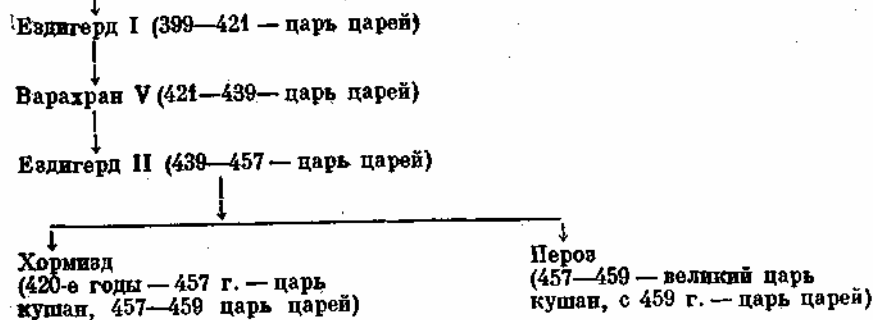 Ездигерд I (399—421 — царь царей)
Варахран V (421—439— царь царей)
Ездигерд II (439—457 — царь царей)
Хормизд
(420-е годы — 457 г. — царь
кушан, 457—459 царь царей)
Пероз
(457—459 — великий царь
кушан, с 459 г. — царь царей)